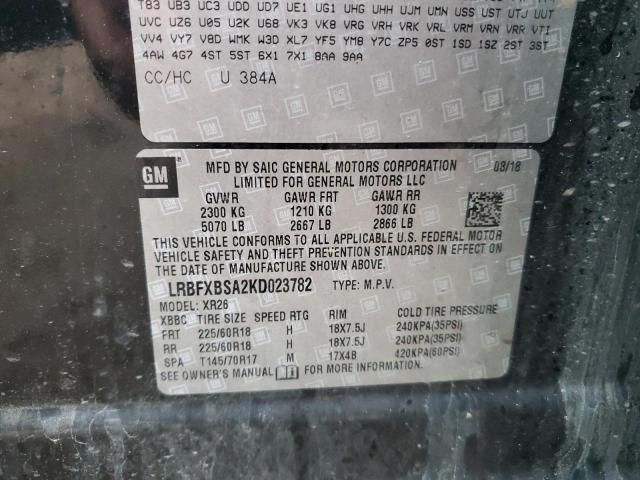 T83 UB3 UC3 UDD UD7 UE1 UG1 UHG UHH UJM UMN USS UST UTJ UUT
UVC UZ6 U05 U2K U68 VK3 VK8 VRG VRH VRK VRL VRM VRN VRR VT1
VV4 VY7 V8D WMK W3D XL7 YF5 YM8 Y7C ZP5 0ST 1SD 1SZ 2ST 3ST
4AW 4G7 4ST 5ST 6X1 7X1 8AA 9AA
CC/HC U 384A
GM
MFD BY SAIC GENERAL MOTORS CORPORATION 08/18
LIMITED FOR GENERAL MOTORS LLC
GVWR GAWR FRT GAWR RR
2300 KG 1210 KG 1300 KG
5070 LB 2667 LB 2866 LB
THIS VEHICLE CONFORMS TO ALL APPLICABLE U.S. FEDERAL MOTOR
VEHICLE SAFETY AND THEFT PREVENTION STANDARDS IN EFFECT ON
THE DATE OF MANUFACTURE SHOWN ABOVE.
LRBFXBSA2KD023782 TYPE: M.P.V.
MODEL: XR26
XBBC TIRE SIZE SPEED RTG RIM COLD TIRE PRESSURE
FRT 225/60R18 H 18X7.5J 240KPA(35PSI)
RR 225/60R18 H 18X7.5J 240KPA(35PSI)
SPA T145/70R17 M 17X4B 420KPA(60PSI)
SEE OWNER'S MANUAL FOR MORE INFORMATION.